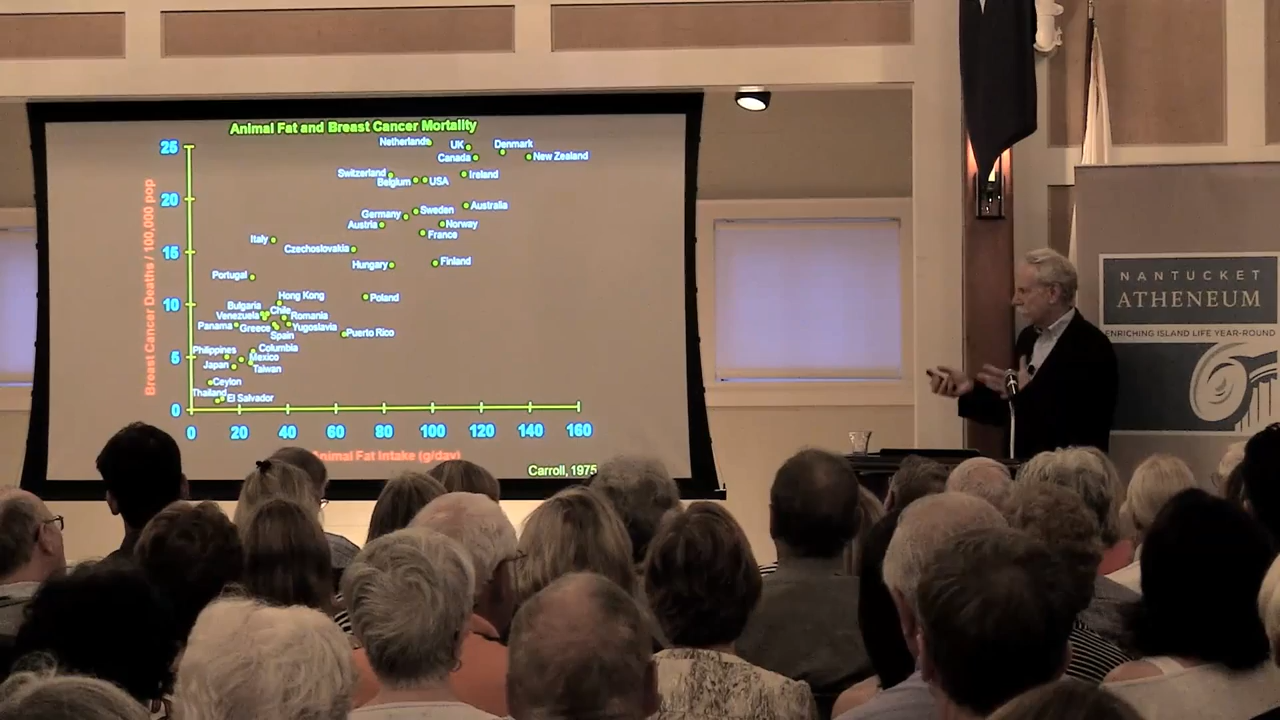 Animal Fat and Breast Cancer Mortality
Breast Cancer Deaths / 100,000 pop
25
20
15
10
5
0
Netherlands
UK
Denmark
Canada
New Zealand
Switzerland
Ireland
Belgium
USA
Australia
Germany
Sweden
Austria
Norway
France
Italy
Czechoslovakia
Hungary
Finland
Portugal
Hong Kong
Poland
Bulgaria
Chile
Venezuela
Romania
Panama
Greece
Yugoslavia
Puerto Rico
Spain
Philippines
Columbia
Mexico
Japan
Taiwan
Ceylon
Thailand
El Salvador
0 20 40 60 80 100 120 140 160
Animal Fat Intake (g/day)
Carroll, 1975
NANTUCKET
ATHENEUM
ENRICHING ISLAND LIFE YEAR-ROUND